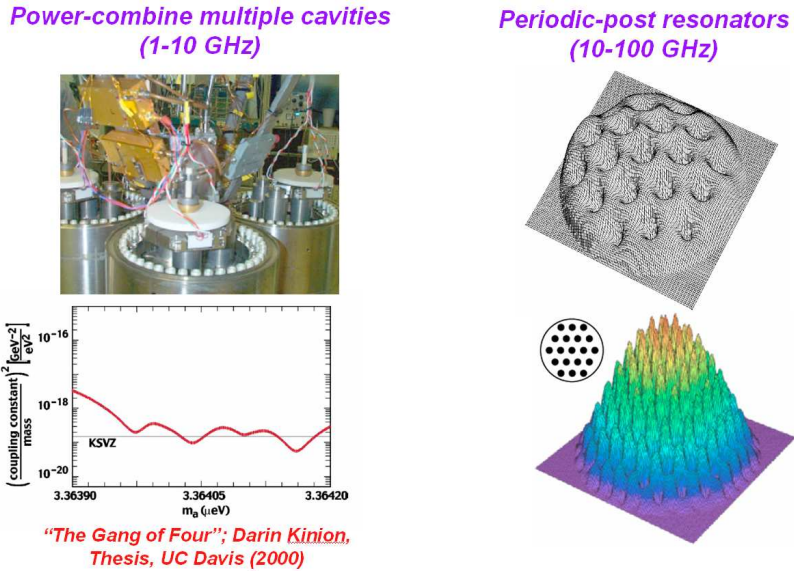 Power-combine multiple cavities
(1-10 GHz)
Periodic-post resonators
(10-100 GHz)
(coupling constant / mass)² [GeV⁻² / eV²]
10⁻¹⁶
10⁻¹⁸
KSVZ
10⁻²⁰
3.36390
3.36405
3.36420
mₐ (μeV)
“The Gang of Four”; Darin Kinion,
Thesis, UC Davis (2000)